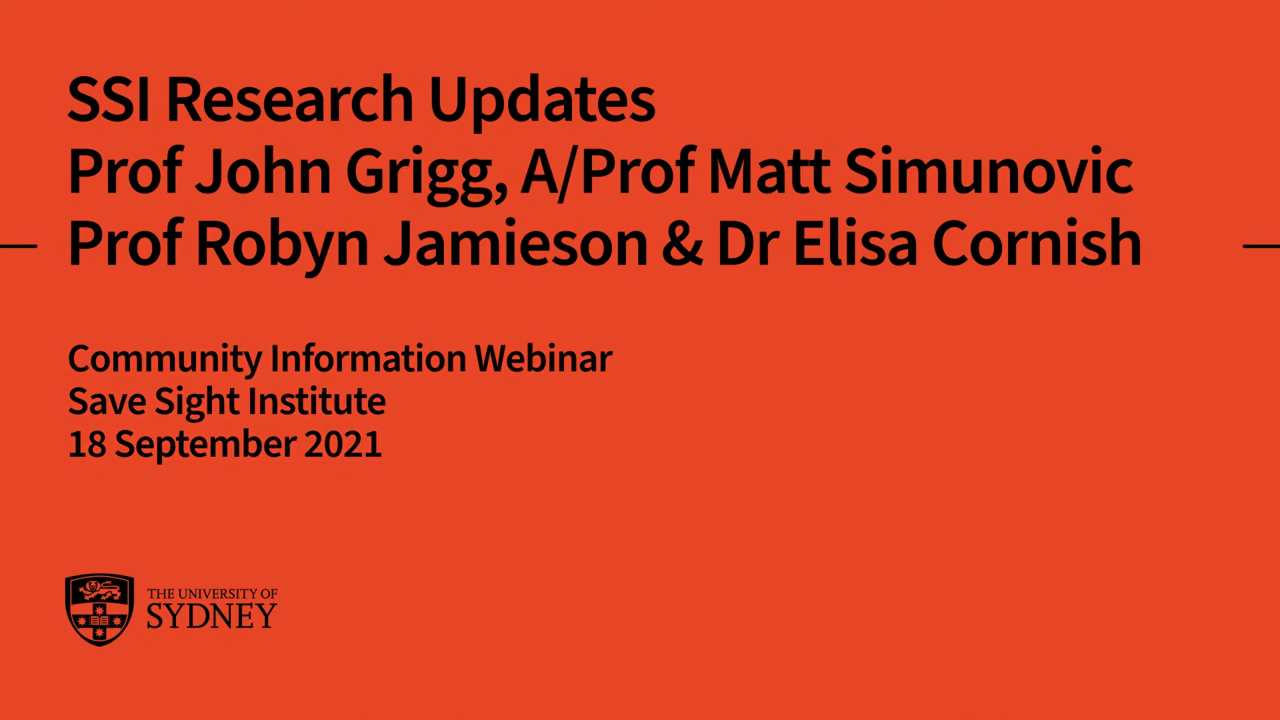 SSI Research Updates
Prof John Grigg, A/Prof Matt Simunovic
Prof Robyn Jamieson & Dr Elisa Cornish
Community Information Webinar
Save Sight Institute
18 September 2021
THE UNIVERSITY OF
SYDNEY